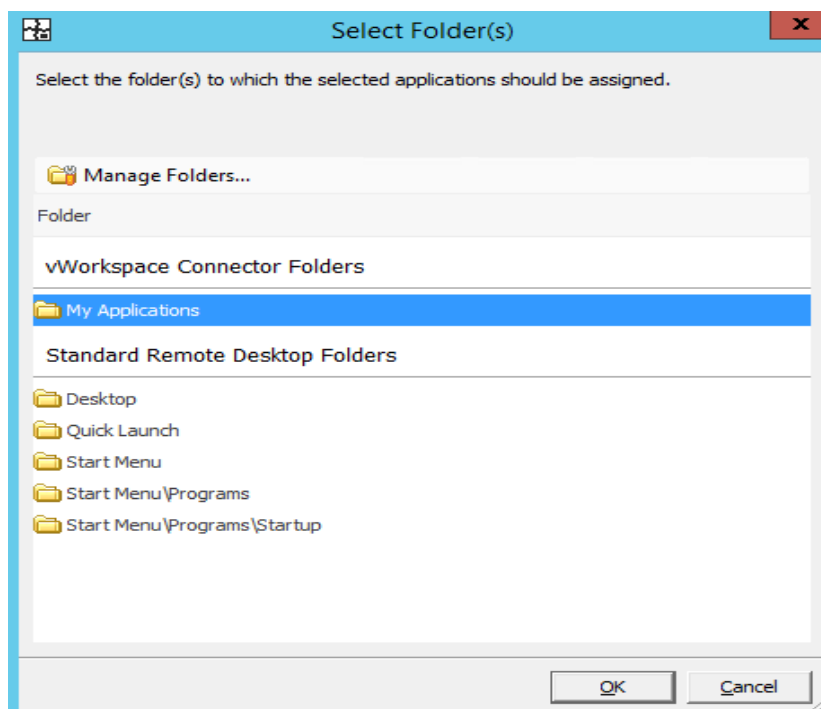 Select Folder(s)
x
Select the folder(s) to which the selected applications should be assigned.
Manage Folders...
Folder
vWorkspace Connector Folders
My Applications
Standard Remote Desktop Folders
Desktop
Quick Launch
Start Menu
Start Menu\Programs
Start Menu\Programs\Startup
OK Cancel